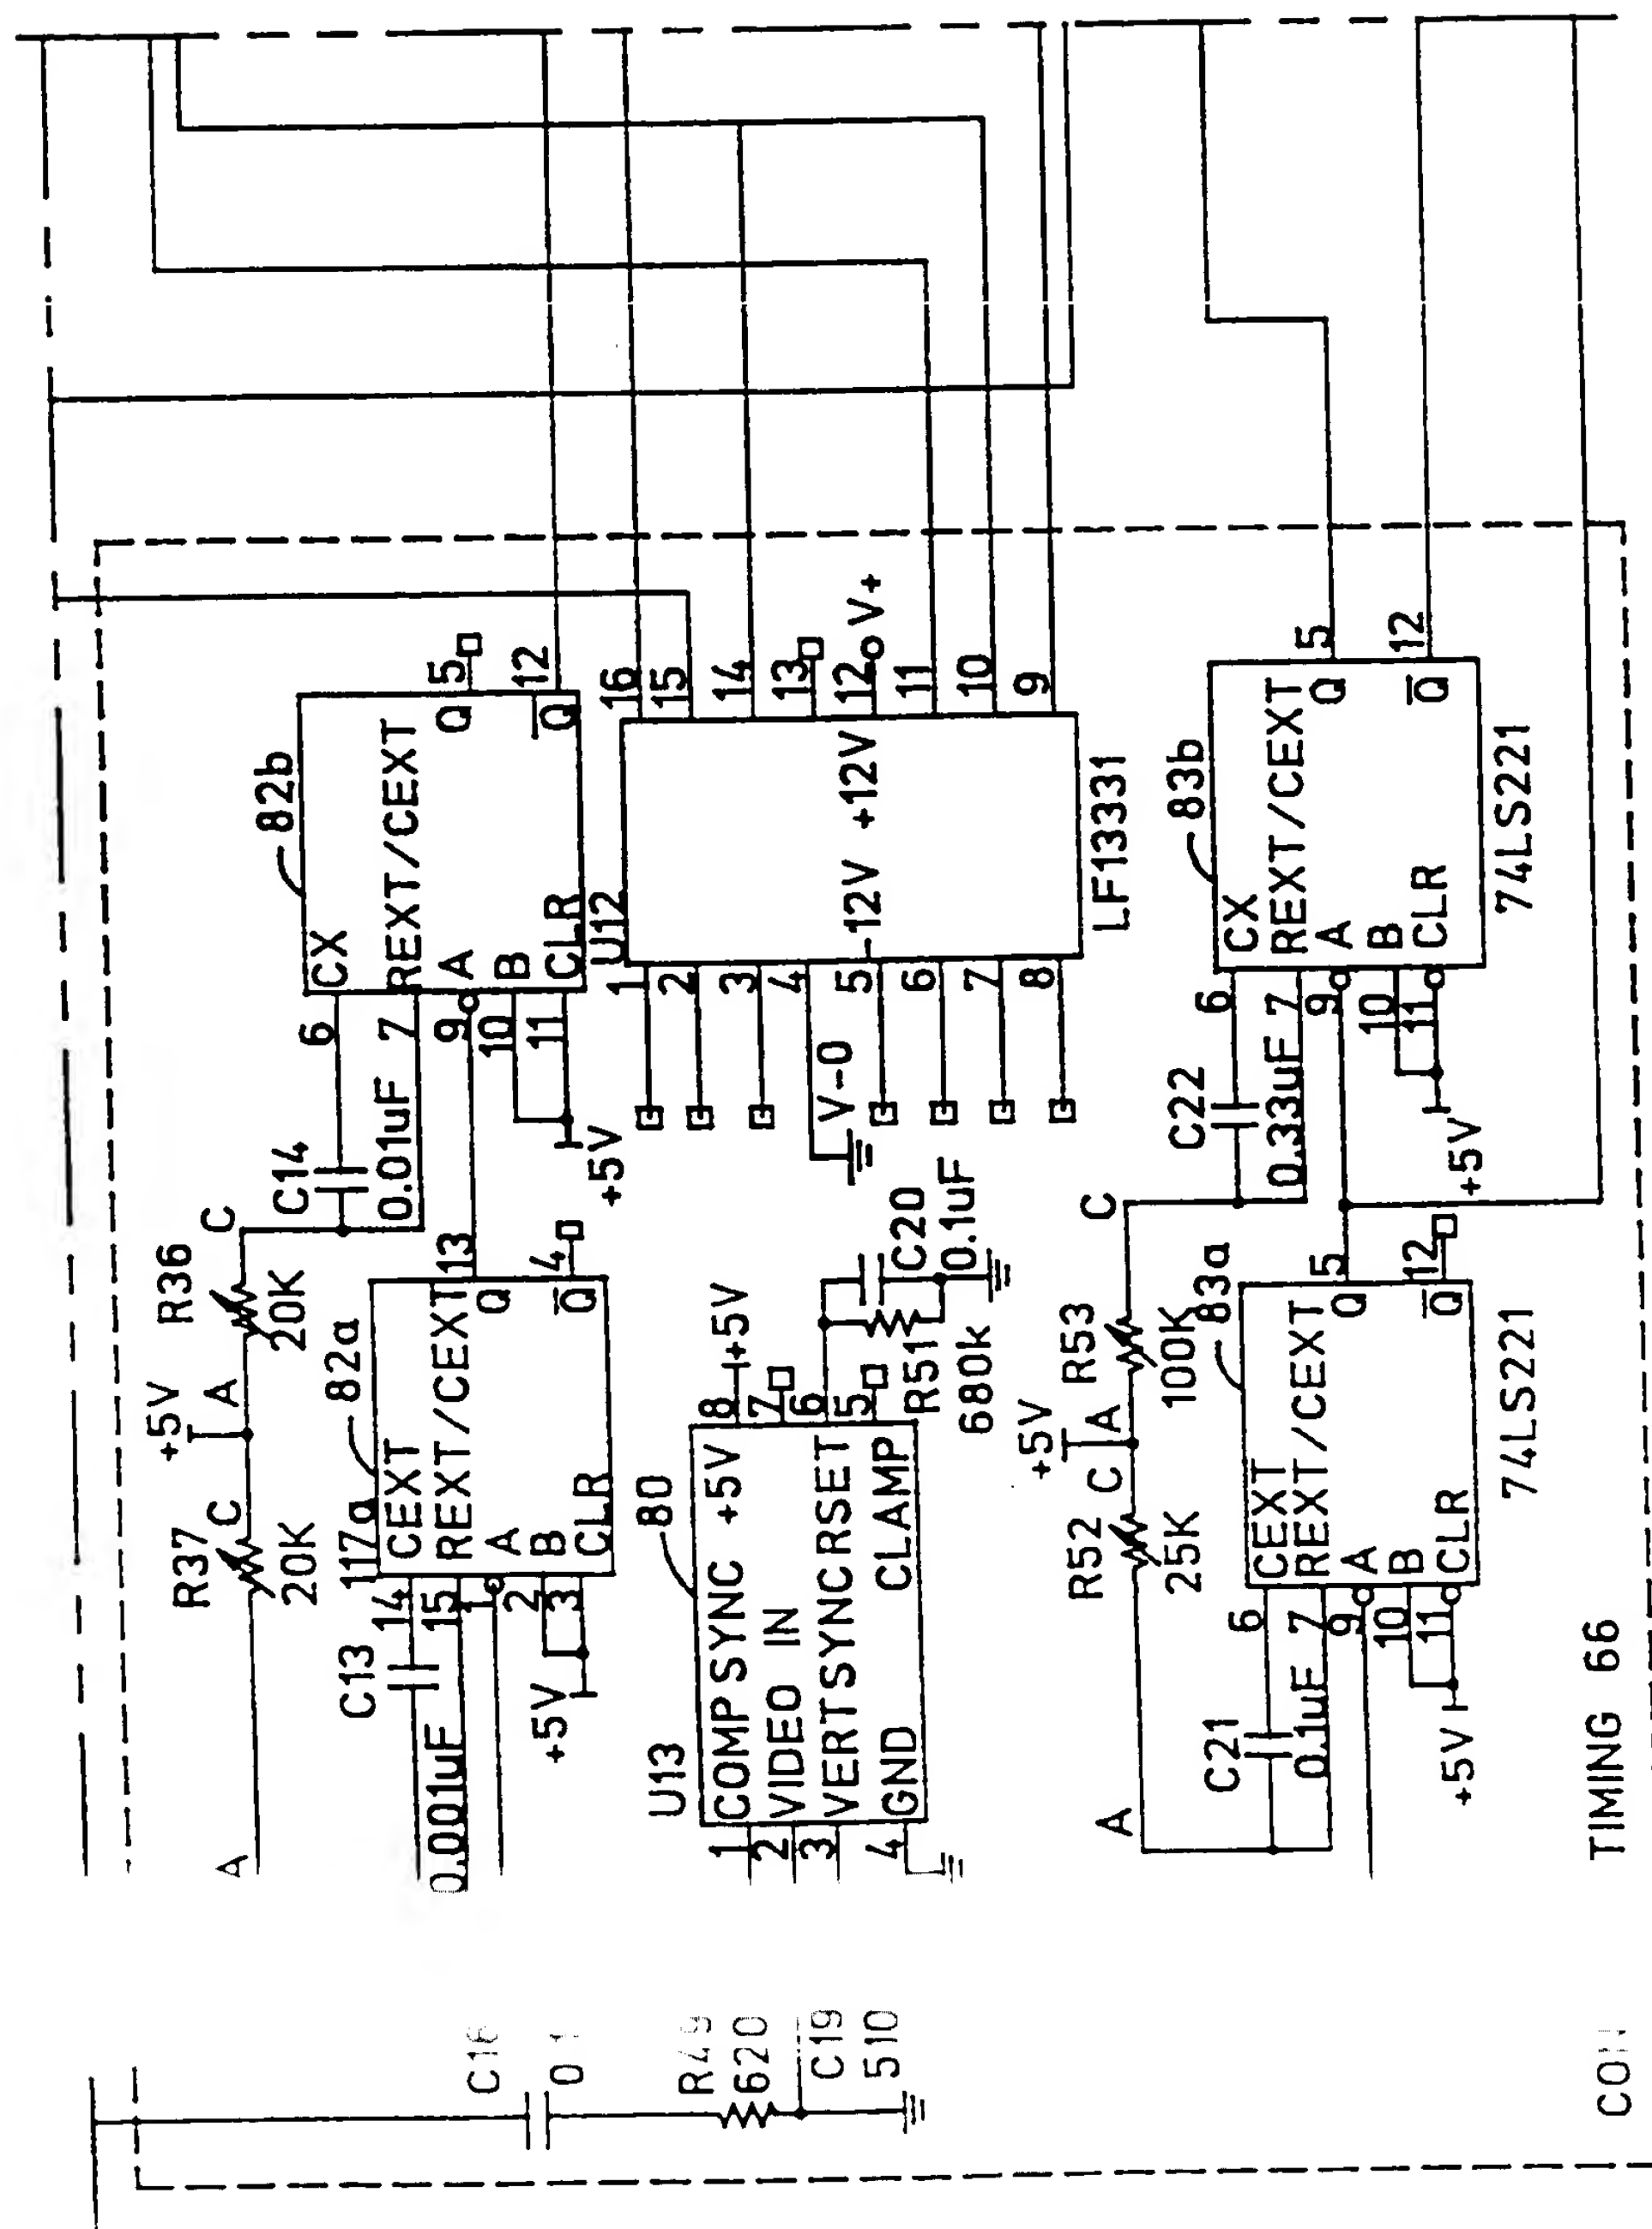 R37
20K
A
C
+5V
A
R36
20K
C
C13
0.001uF
117a
82a
14
15
1
2
3
+5V
CEXT
REXT/CEXT
A
B
CLR
Q
Q
13
4
C14
0.01uF
82b
6
7
9
10
11
+5V
CX
REXT/CEXT
A
B
CLR
Q
Q
5
12
U13
80
1
2
3
4
COMP SYNC +5V
VIDEO IN
VERTSYNCRSET
GND CLAMP
8
7
6
5
+5V
R51
680k
C20
0.1uF
U12
1
2
3
4
5
6
7
8
V-0
-12V +12V
16
15
14
13
12
11
10
9
V+
LF13331
A
R52
25K
C
+5V
A
R53
100K
C
C21
0.1uF
83a
6
7
9
10
11
+5V
CEXT
REXT/CEXT
A
B
CLR
Q
Q
5
12
74LS221
C22
0.33uF
83b
6
7
9
10
11
+5V
CX
REXT/CEXT
A
B
CLR
Q
Q
5
12
74LS221
TIMING 66
620
C19
510